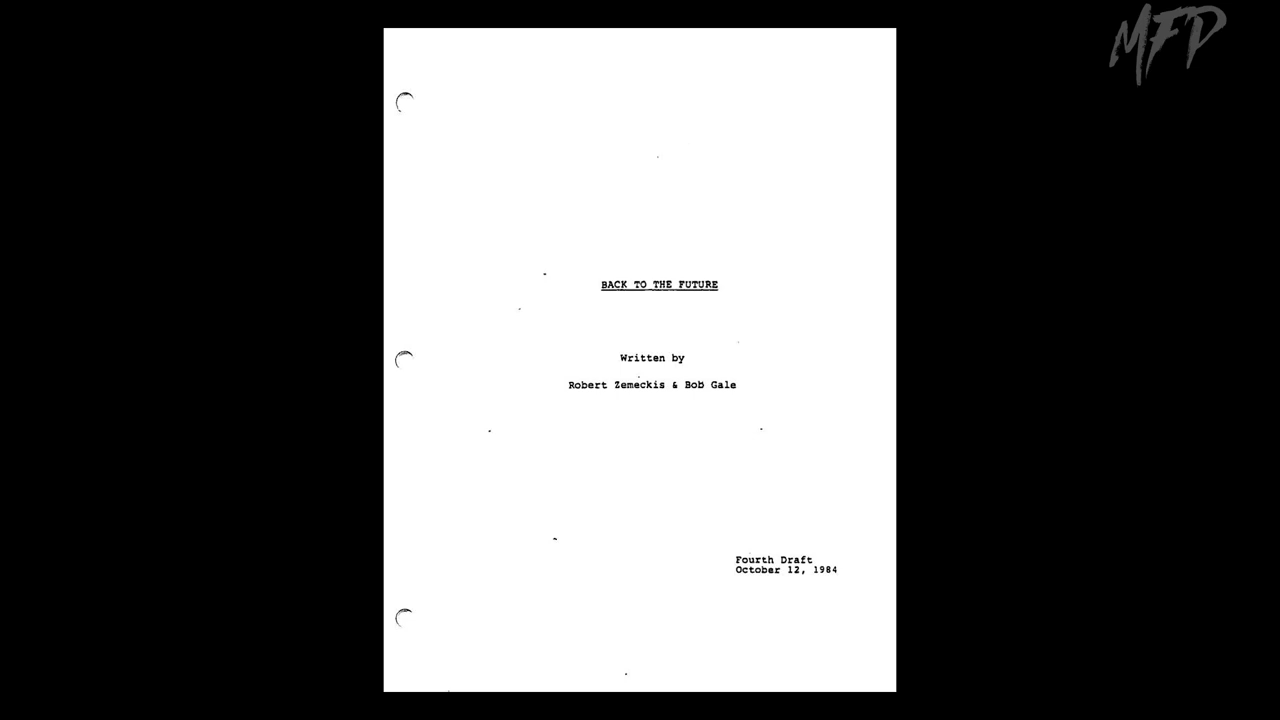 MFP
BACK TO THE FUTURE
Written by
Robert Zemeckis & Bob Gale
Fourth Draft
October 12, 1984